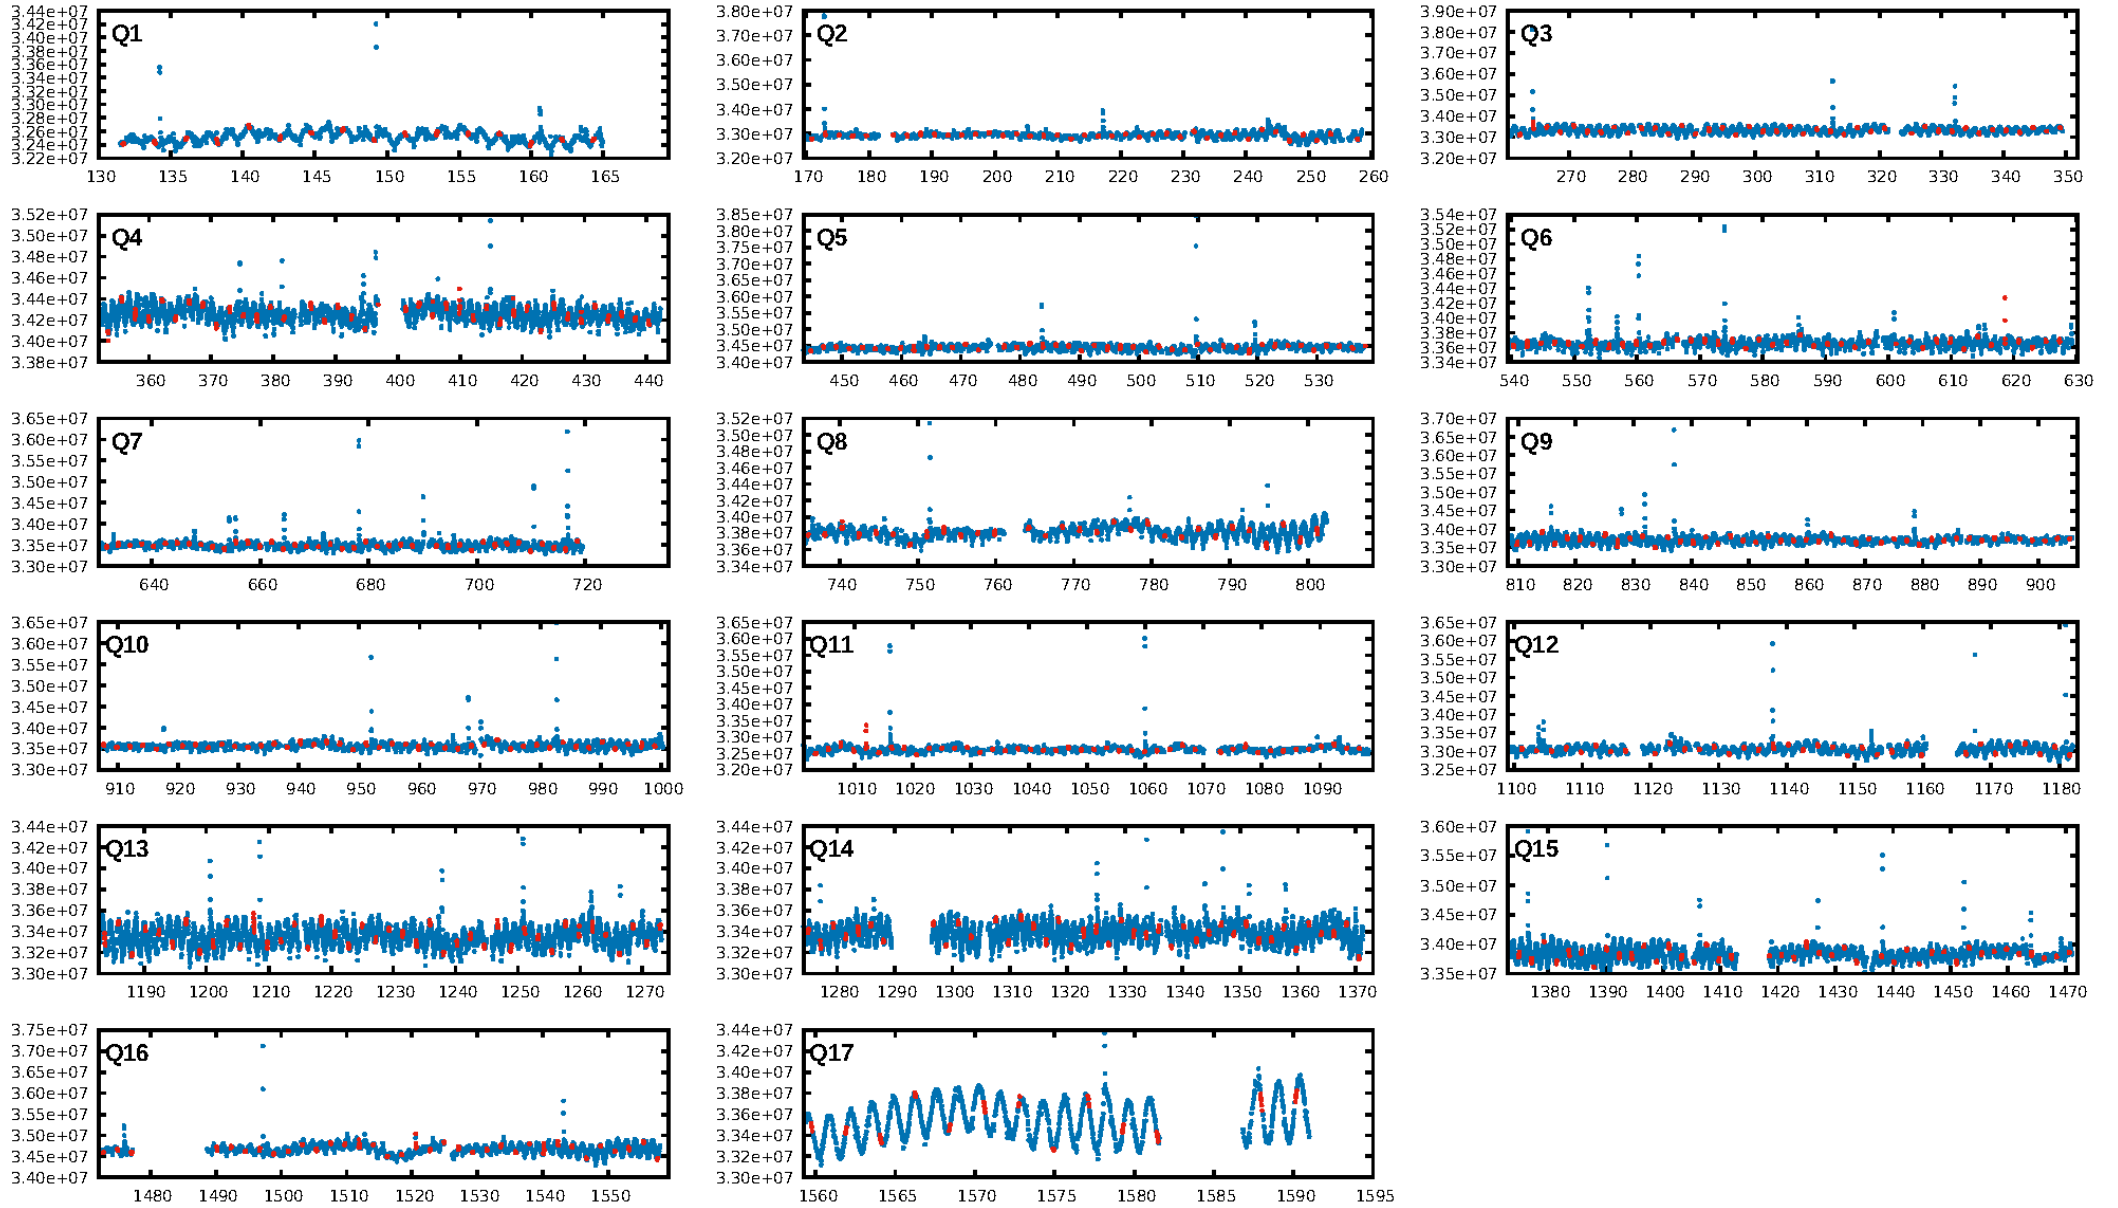 Q1
3.44e+07
3.42e+07
3.40e+07
3.38e+07
3.36e+07
3.34e+07
3.32e+07
3.30e+07
3.28e+07
3.26e+07
3.24e+07
3.22e+07
130 135 140 145 150 155 160 165
Q2
3.80e+07
3.70e+07
3.60e+07
3.50e+07
3.40e+07
3.30e+07
3.20e+07
170 180 190 200 210 220 230 240 250 260
Q3
3.90e+07
3.80e+07
3.70e+07
3.60e+07
3.50e+07
3.40e+07
3.30e+07
3.20e+07
270 280 290 300 310 320 330 340 350
Q4
3.52e+07
3.50e+07
3.48e+07
3.46e+07
3.44e+07
3.42e+07
3.40e+07
3.38e+07
360 370 380 390 400 410 420 430 440
Q5
3.85e+07
3.80e+07
3.75e+07
3.70e+07
3.65e+07
3.60e+07
3.55e+07
3.50e+07
3.45e+07
3.40e+07
450 460 470 480 490 500 510 520 530
Q6
3.54e+07
3.52e+07
3.50e+07
3.48e+07
3.46e+07
3.44e+07
3.42e+07
3.40e+07
3.38e+07
3.36e+07
3.34e+07
540 550 560 570 580 590 600 610 620 630
Q7
3.65e+07
3.60e+07
3.55e+07
3.50e+07
3.45e+07
3.40e+07
3.35e+07
3.30e+07
640 660 680 700 720
Q8
3.52e+07
3.50e+07
3.48e+07
3.46e+07
3.44e+07
3.42e+07
3.40e+07
3.38e+07
3.36e+07
3.34e+07
740 750 760 770 780 790 800
Q9
3.70e+07
3.65e+07
3.60e+07
3.55e+07
3.50e+07
3.45e+07
3.40e+07
3.35e+07
3.30e+07
810 820 830 840 850 860 870 880 890 900
Q10
3.65e+07
3.60e+07
3.55e+07
3.50e+07
3.45e+07
3.40e+07
3.35e+07
3.30e+07
910 920 930 940 950 960 970 980 990 1000
Q11
3.65e+07
3.60e+07
3.55e+07
3.50e+07
3.45e+07
3.40e+07
3.35e+07
3.30e+07
3.25e+07
3.20e+07
1010 1020 1030 1040 1050 1060 1070 1080 1090
Q12
3.65e+07
3.60e+07
3.55e+07
3.50e+07
3.45e+07
3.40e+07
3.35e+07
3.30e+07
3.25e+07
1100 1110 1120 1130 1140 1150 1160 1170 1180
Q13
3.44e+07
3.42e+07
3.40e+07
3.38e+07
3.36e+07
3.34e+07
3.32e+07
3.30e+07
1190 1200 1210 1220 1230 1240 1250 1260 1270
Q14
3.44e+07
3.42e+07
3.40e+07
3.38e+07
3.36e+07
3.34e+07
3.32e+07
3.30e+07
1280 1290 1300 1310 1320 1330 1340 1350 1360 1370
Q15
3.60e+07
3.55e+07
3.50e+07
3.45e+07
3.40e+07
3.35e+07
1380 1390 1400 1410 1420 1430 1440 1450 1460 1470
Q16
3.75e+07
3.70e+07
3.65e+07
3.60e+07
3.55e+07
3.50e+07
3.45e+07
3.40e+07
1480 1490 1500 1510 1520 1530 1540 1550
Q17
3.44e+07
3.42e+07
3.40e+07
3.38e+07
3.36e+07
3.34e+07
3.32e+07
3.30e+07
1560 1565 1570 1575 1580 1585 1590 1595